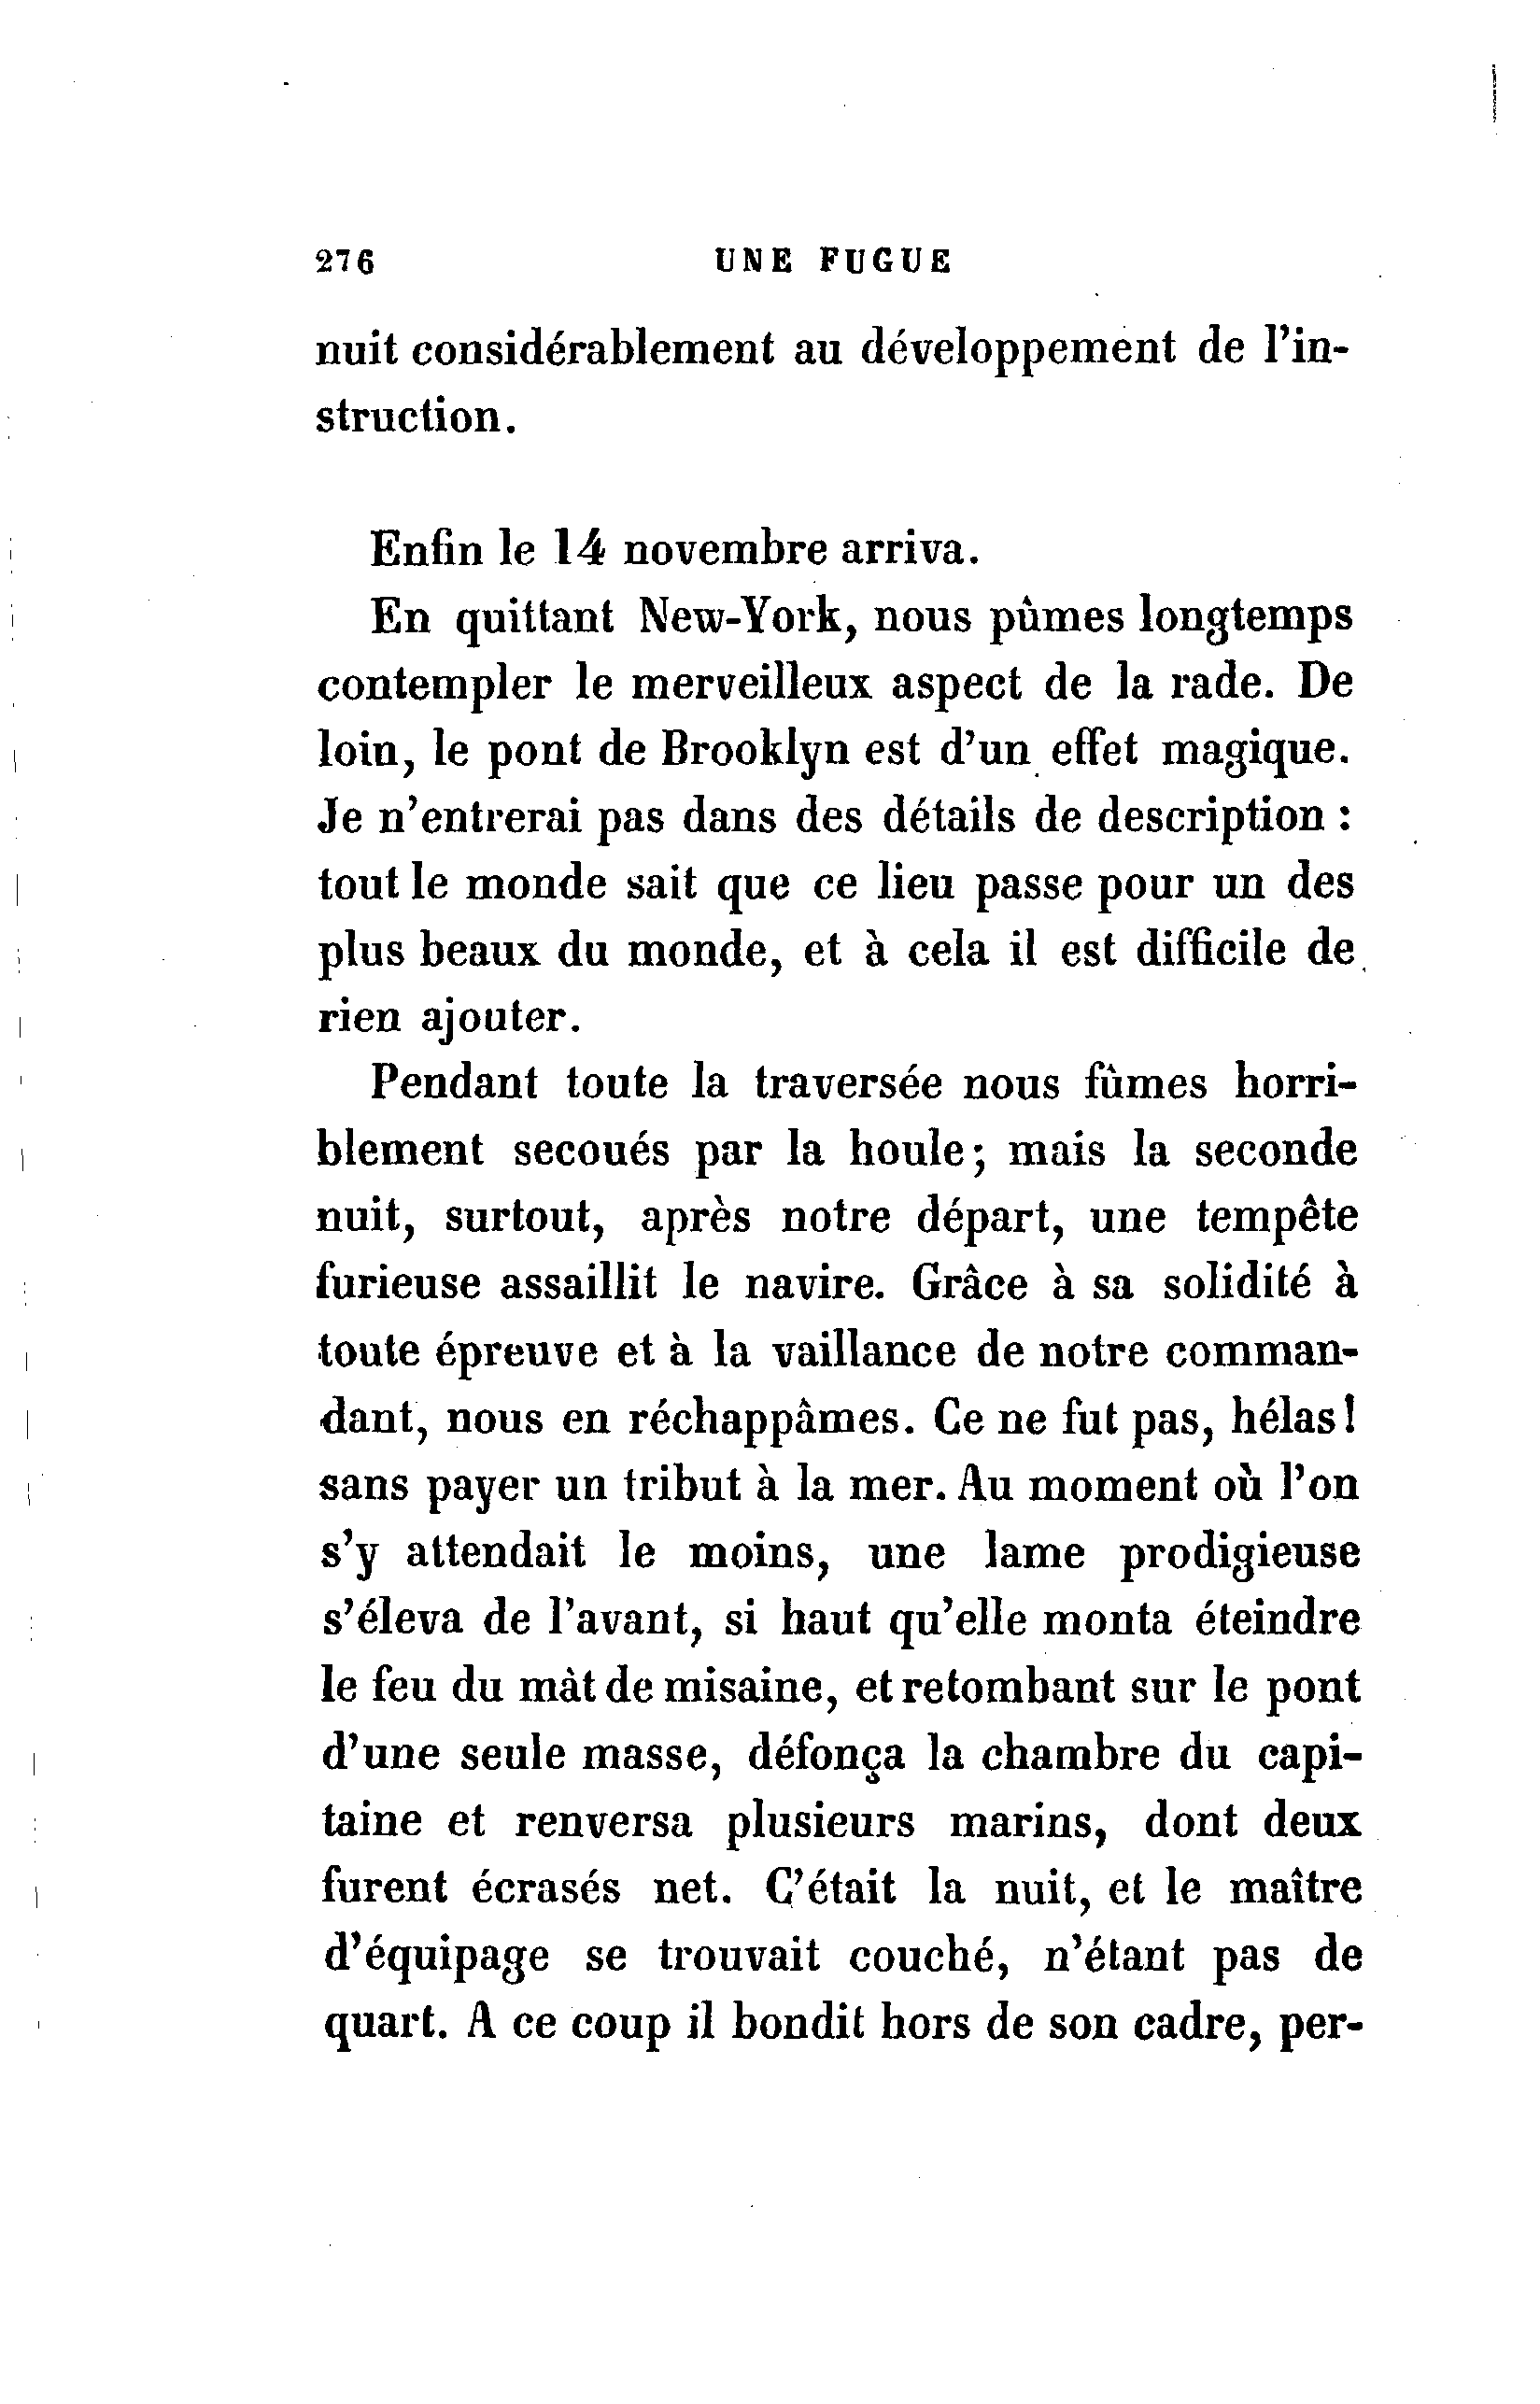 276 UNE FUGUE
nuit considérablement au développement de l'in-
struction.
Enfin le 14 novembre arriva.
En quittant New-York, nous pûmes longtemps
contempler le merveilleux aspect de la rade. De
loin, le pont de Brooklyn est d'un effet magique.
Je n'entrerai pas dans des détails de description :
tout le monde sait que ce lieu passe pour un des
plus beaux du monde, et à cela il est difficile de
rien ajouter.
Pendant toute la traversée nous fûmes horri-
blement secoués par la houle; mais la seconde
nuit, surtout, après notre départ, une tempête
furieuse assaillit le navire. Grâce à sa solidité à
toute épreuve et à la vaillance de notre comman-
dant, nous en réchappâmes. Ce ne fut pas, hélas!
sans payer un tribut à la mer. Au moment où l'on
s'y attendait le moins, une lame prodigieuse
s'éleva de l'avant, si haut qu'elle monta éteindre
le feu du mât de misaine, et retombant sur le pont
d'une seule masse, défonça la chambre du capi-
taine et renversa plusieurs marins, dont deux
furent écrasés net. C'était la nuit, et le maître
d'équipage se trouvait couché, n'étant pas de
quart. A ce coup il bondit hors de son cadre, per-